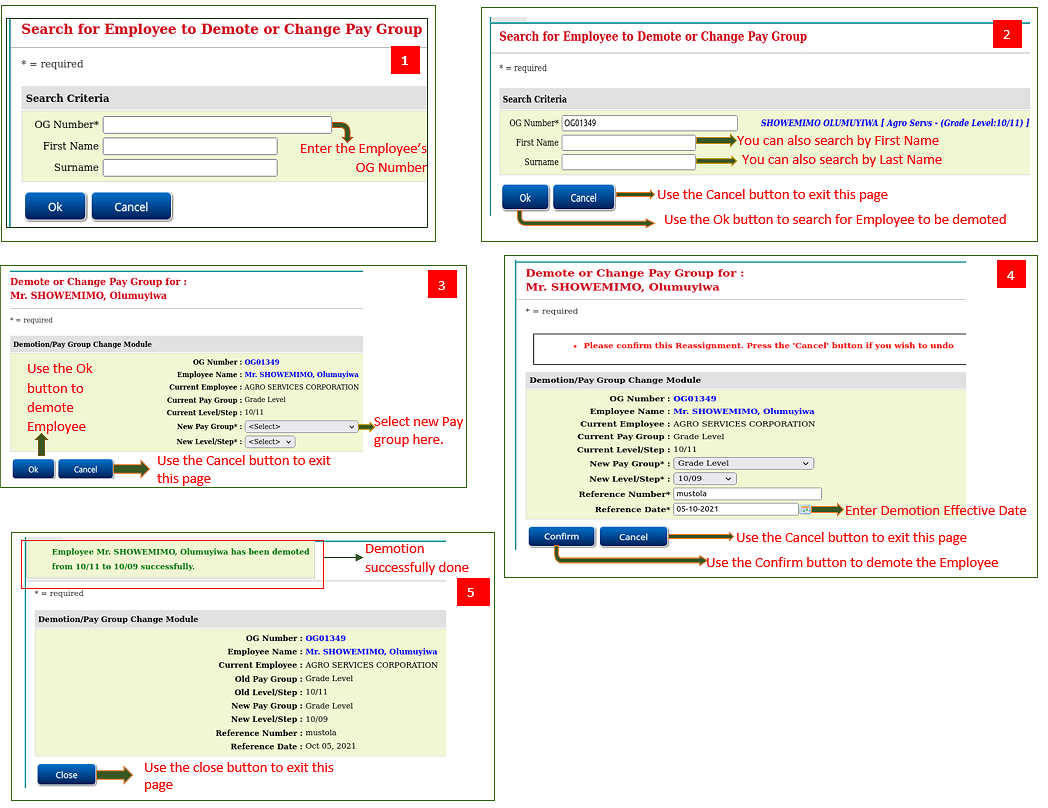 Search for Employee to Demote or Change Pay Group
1
* = required
Search Criteria
OG Number*
First Name
Enter the Employee's
OG Number
Surname
Ok
Cancel
Search for Employee to Demote or Change Pay Group
2
* = required
Search Criteria
OG Number* OG01349 SHOWEMIMO OLUMUYIWA [ Agro Servs - (Grade Level:10/11) ]
First Name You can also search by First Name
Surname You can also search by Last Name
Ok Cancel Use the Cancel button to exit this page
Use the Ok button to search for Employee to be demoted
Demote or Change Pay Group for :
Mr. SHOWEMIMO, Olumuyiwa
3
* = required
Demotion/Pay Group Change Module
OG Number : OG01349
Employee Name : Mr. SHOWEMIMO, Olumuyiwa
Current Employee : AGRO SERVICES CORPORATION
Current Pay Group : Grade Level
Current Level/Step : 10/11
New Pay Group* : <Select>
New Level/Step* : <Select>
Use the Ok
button to
demote
Employee
Select new Pay
group here.
Ok Cancel
Use the Cancel button to exit
this page
Demote or Change Pay Group for :
Mr. SHOWEMIMO, Olumuyiwa
4
* = required
• Please confirm this Reassignment. Press the 'Cancel' button if you wish to undo
Demotion/Pay Group Change Module
OG Number : OG01349
Employee Name : Mr. SHOWEMIMO, Olumuyiwa
Current Employee : AGRO SERVICES CORPORATION
Current Pay Group : Grade Level
Current Level/Step : 10/11
New Pay Group* : Grade Level
New Level/Step* : 10/09
Reference Number* mustola
Reference Date* 05-10-2021 Enter Demotion Effective Date
Confirm Cancel Use the Cancel button to exit this page
Use the Confirm button to demote the Employee
Employee Mr. SHOWEMIMO, Olumuyiwa has been demoted
from 10/11 to 10/09 successfully.
Demotion
successfully done
5
* = required
Demotion/Pay Group Change Module
OG Number : OG01349
Employee Name : Mr. SHOWEMIMO, Olumuyiwa
Current Employee : AGRO SERVICES CORPORATION
Old Pay Group : Grade Level
Old Level/Step : 10/11
New Pay Group : Grade Level
New Level/Step : 10/09
Reference Number : mustola
Reference Date : Oct 05, 2021
Close
Use the close button to exit this
page